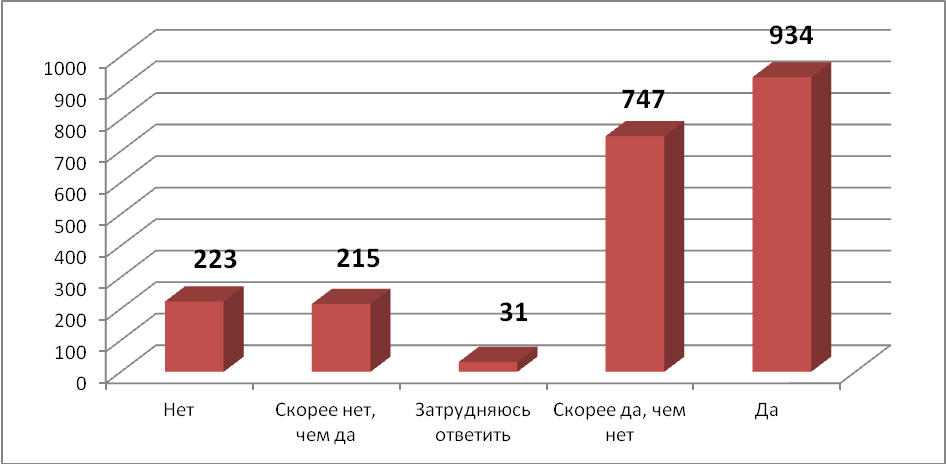 1000
900
800
700
600
500
400
300
200
100
0
223
215
31
747
934
Нет
Скорее нет,
чем да
Затрудняюсь
ответить
Скорее да, чем
нет
Да